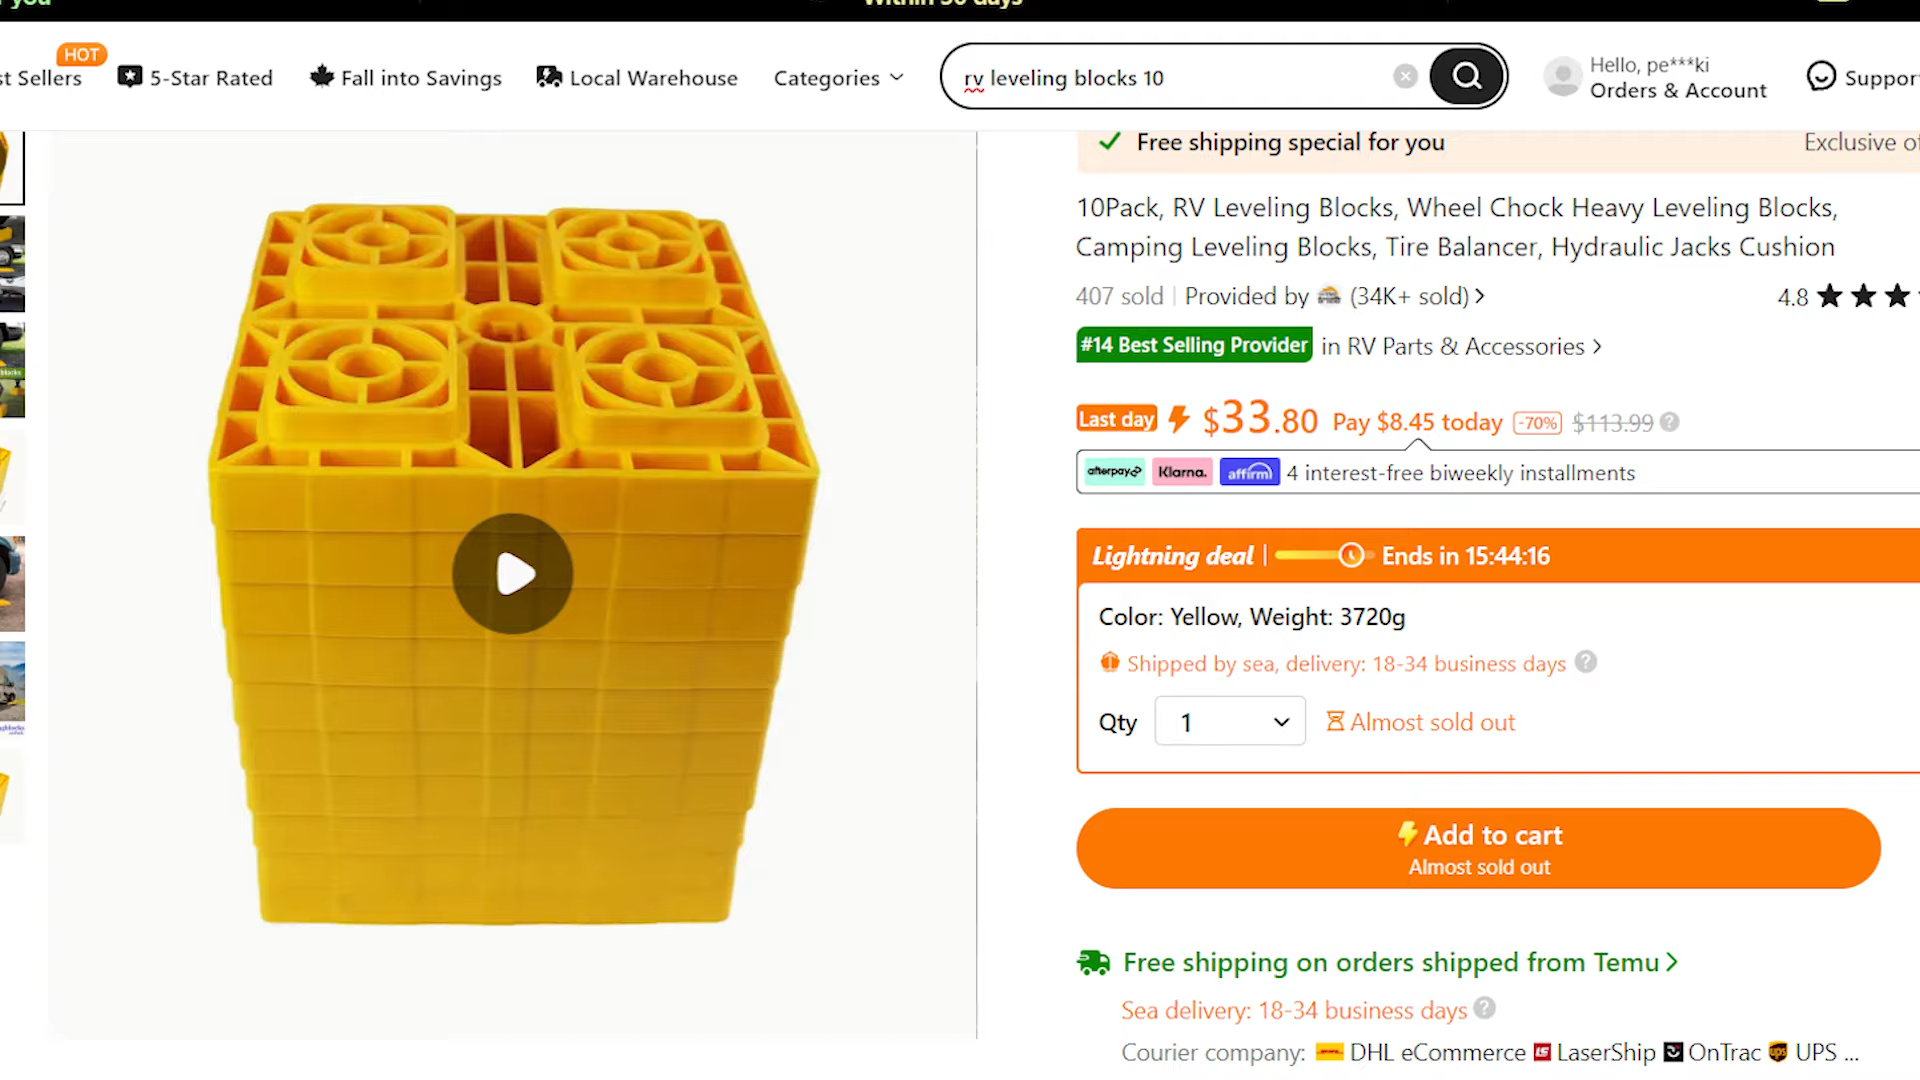 you
Within 30 days
HOT
st Sellers
5-Star Rated
Fall into Savings
Local Warehouse
Categories
rv leveling blocks 10
Hello, pe***ki
Orders & Account
Suppor
Free shipping special for you
Exclusive of
10Pack, RV Leveling Blocks, Wheel Chock Heavy Leveling Blocks,
Camping Leveling Blocks, Tire Balancer, Hydraulic Jacks Cushion
407 sold | Provided by (34K+ sold)
4.8
#14 Best Selling Provider in RV Parts & Accessories
Last day $33.80 Pay $8.45 today -70% $113.99
afterpay Klarna. affirm 4 interest-free biweekly installments
Lightning deal | Ends in 15:44:16
Color: Yellow, Weight: 3720g
Shipped by sea, delivery: 18-34 business days
Qty 1 Almost sold out
Add to cart
Almost sold out
Free shipping on orders shipped from Temu
Sea delivery: 18-34 business days
Courier company: DHL eCommerce LaserShip OnTrac UPS ...